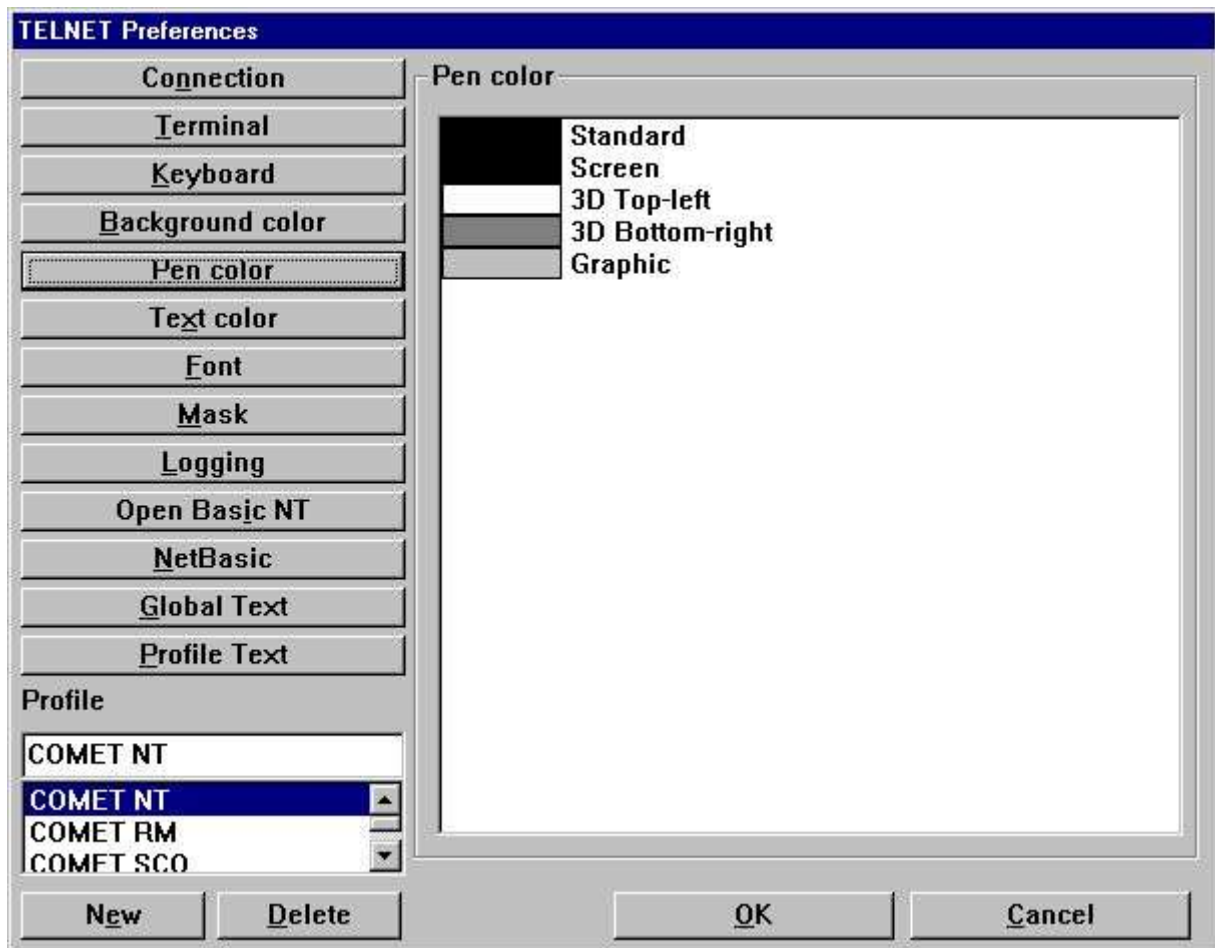 TELNET Preferences
Connection
Terminal
Keyboard
Background color
Pen color
Text color
Font
Mask
Logging
Open Basic NT
NetBasic
Global Text
Profile Text
Profile
COMET NT
COMET NT
COMET RM
COMET SCO
New
Delete
Pen color
Standard
Screen
3D Top-left
3D Bottom-right
Graphic
OK
Cancel